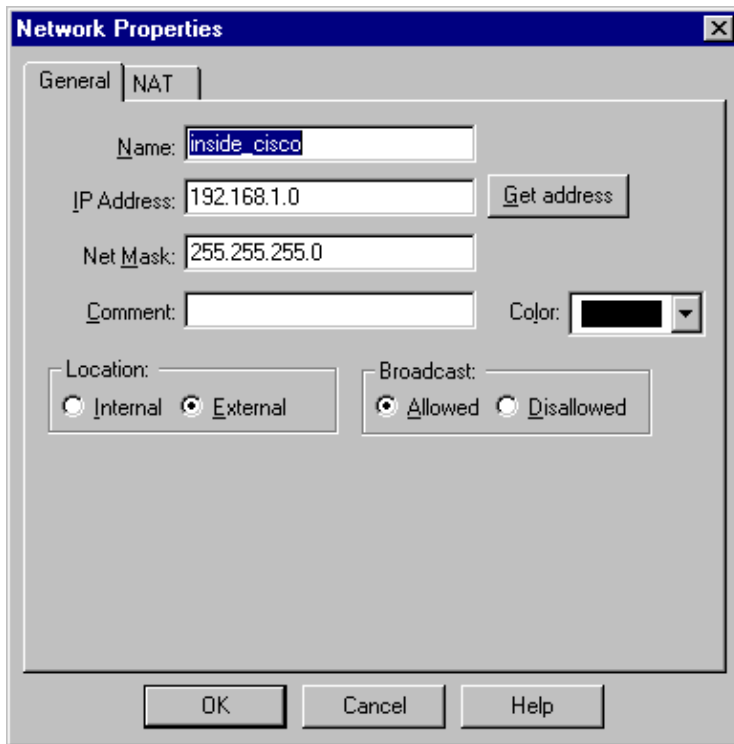 Network Properties
General NAT
Name: inside_cisco
IP Address: 192.168.1.0 Get address
Net Mask: 255.255.255.0
Comment: Color:
Location: Broadcast:
Internal External Allowed Disallowed
OK Cancel Help